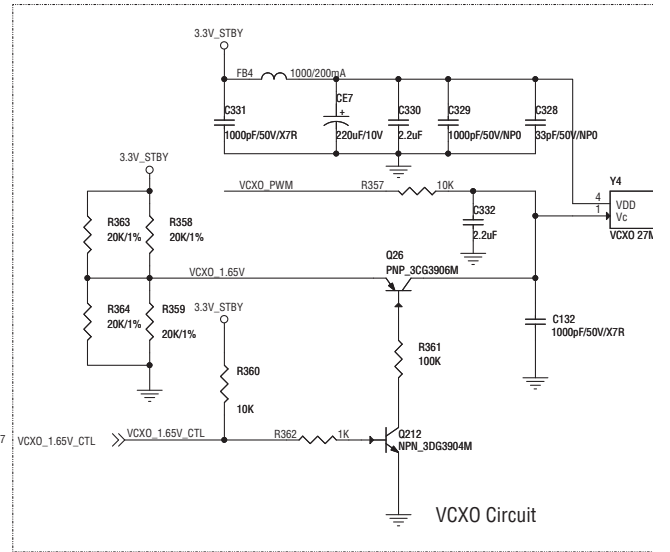 3.3V_STBY
FB4 1000/200mA
C331
1000pF/50V/X7R
CE7
+
220uF/10V
C330
2.2uF
C329
1000pF/50V/NP0
C328
33pF/50V/NP0
3.3V_STBY
VCXO_PWM R357 10K
Y4
4 VDD
1 Vc
VCXO 27M
R363
20K/1%
R358
20K/1%
C332
2.2uF
Q26
PNP_3CG3906M
VCXO_1.65V
R364
20K/1%
R359
20K/1%
3.3V_STBY
C132
1000pF/50V/X7R
R360
10K
R361
100K
7 VCXO_1.65V_CTL VCXO_1.65V_CTL
R362 1K
Q212
NPN_3DG3904M
VCXO Circuit